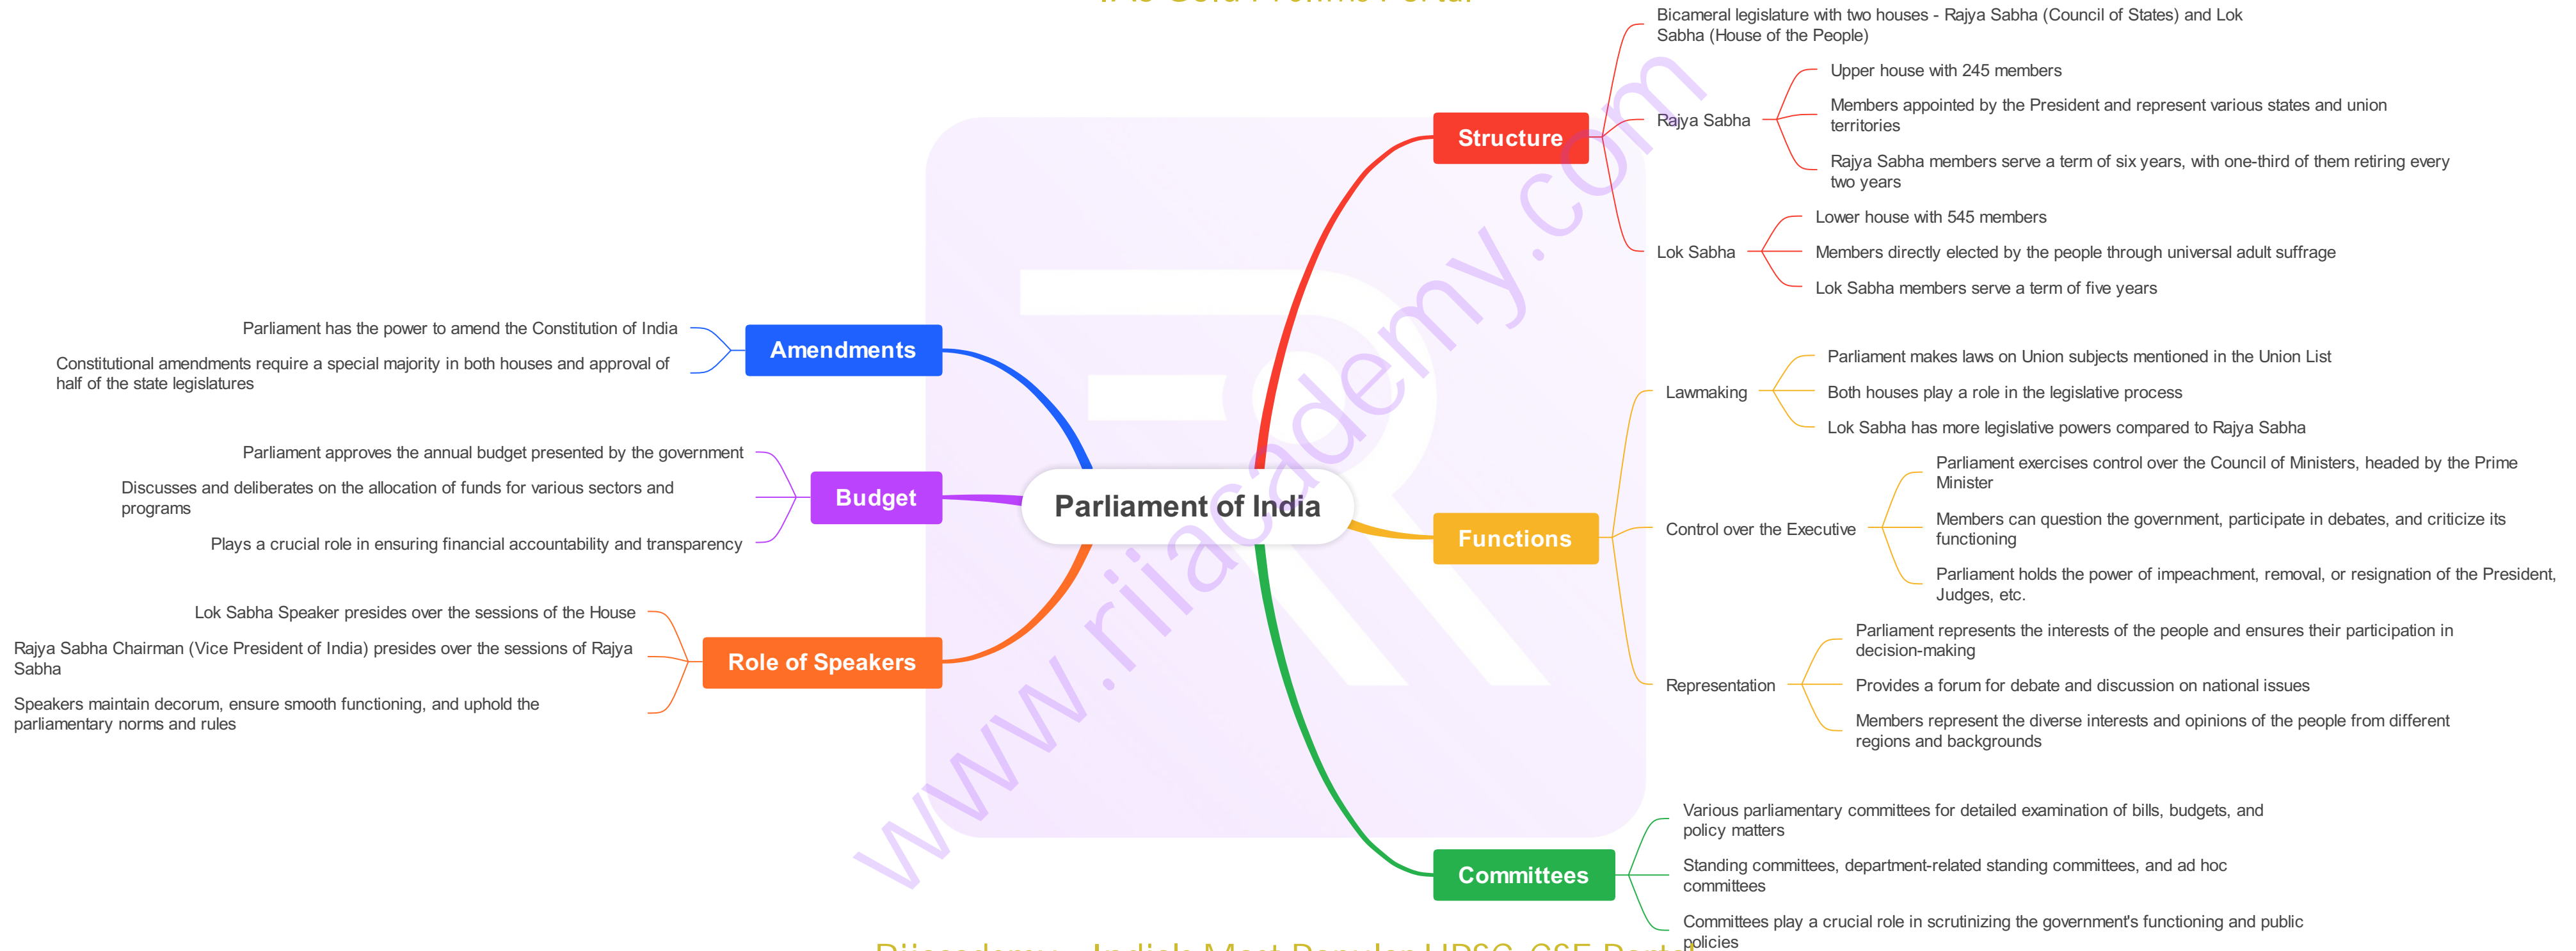 Bicameral legislature with two houses - Rajya Sabha (Council of States) and Lok
Sabha (House of the People)
Structure
Rajya Sabha
Upper house with 245 members
Members appointed by the President and represent various states and union
territories
Rajya Sabha members serve a term of six years, with one-third of them retiring every
two years
Lok Sabha
Lower house with 545 members
Members directly elected by the people through universal adult suffrage
Lok Sabha members serve a term of five years
Parliament of India
Functions
Lawmaking
Parliament makes laws on Union subjects mentioned in the Union List
Both houses play a role in the legislative process
Lok Sabha has more legislative powers compared to Rajya Sabha
Control over the Executive
Parliament exercises control over the Council of Ministers, headed by the Prime
Minister
Members can question the government, participate in debates, and criticize its
functioning
Parliament holds the power of impeachment, removal, or resignation of the President,
Judges, etc.
Representation
Parliament represents the interests of the people and ensures their participation in
decision-making
Provides a forum for debate and discussion on national issues
Members represent the diverse interests and opinions of the people from different
regions and backgrounds
Committees
Various parliamentary committees for detailed examination of bills, budgets, and
policy matters
Standing committees, department-related standing committees, and ad hoc
committees
Committees play a crucial role in scrutinizing the government's functioning and public
policies
Amendments
Parliament has the power to amend the Constitution of India
Constitutional amendments require a special majority in both houses and approval of
half of the state legislatures
Budget
Parliament approves the annual budget presented by the government
Discusses and deliberates on the allocation of funds for various sectors and
programs
Plays a crucial role in ensuring financial accountability and transparency
Role of Speakers
Lok Sabha Speaker presides over the sessions of the House
Rajya Sabha Chairman (Vice President of India) presides over the sessions of Rajya
Sabha
Speakers maintain decorum, ensure smooth functioning, and uphold the
parliamentary norms and rules
www.riiacademy.com